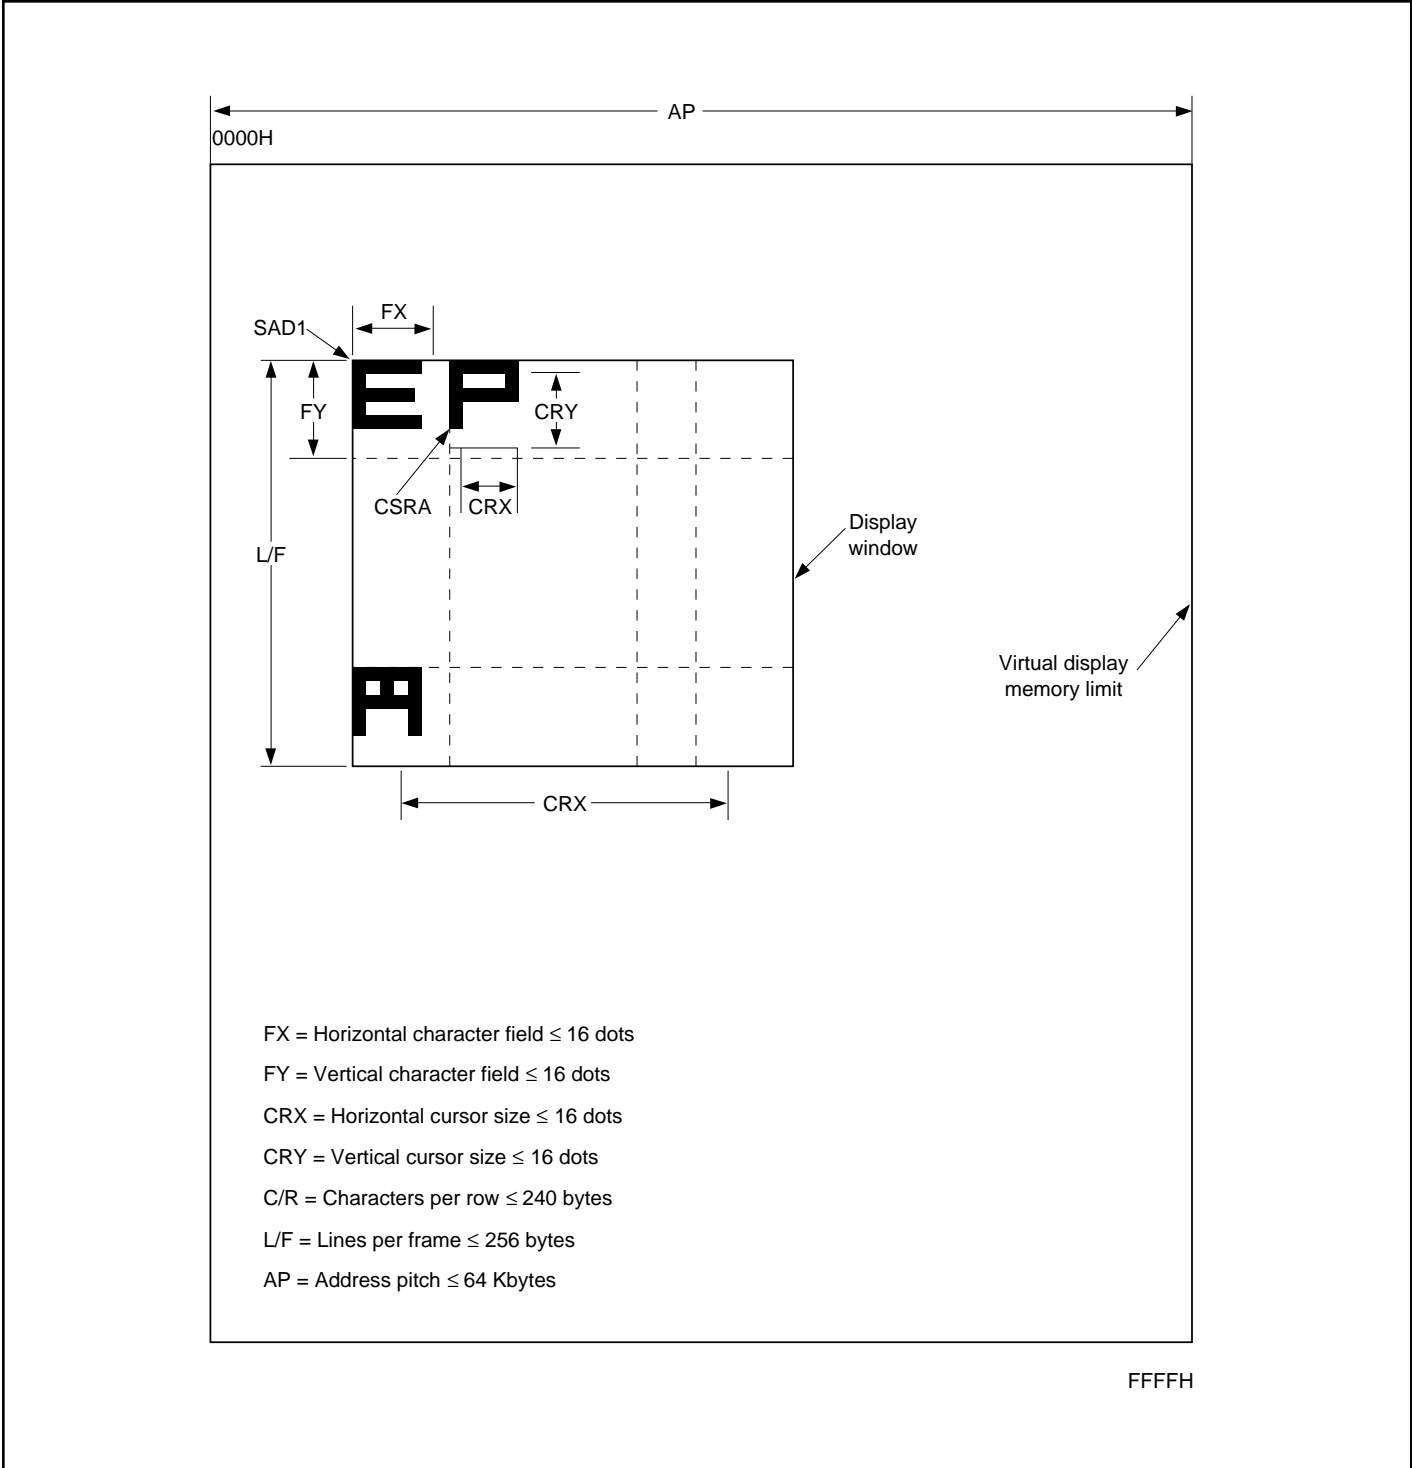 AP
0000H
FX
SAD1
E P
FY
CRY
CSRA
CRX
Display
window
L/F
Virtual display
memory limit
A
CRX
FX = Horizontal character field ≤ 16 dots
FY = Vertical character field ≤ 16 dots
CRX = Horizontal cursor size ≤ 16 dots
CRY = Vertical cursor size ≤ 16 dots
C/R = Characters per row ≤ 240 bytes
L/F = Lines per frame ≤ 256 bytes
AP = Address pitch ≤ 64 Kbytes
FFFFH